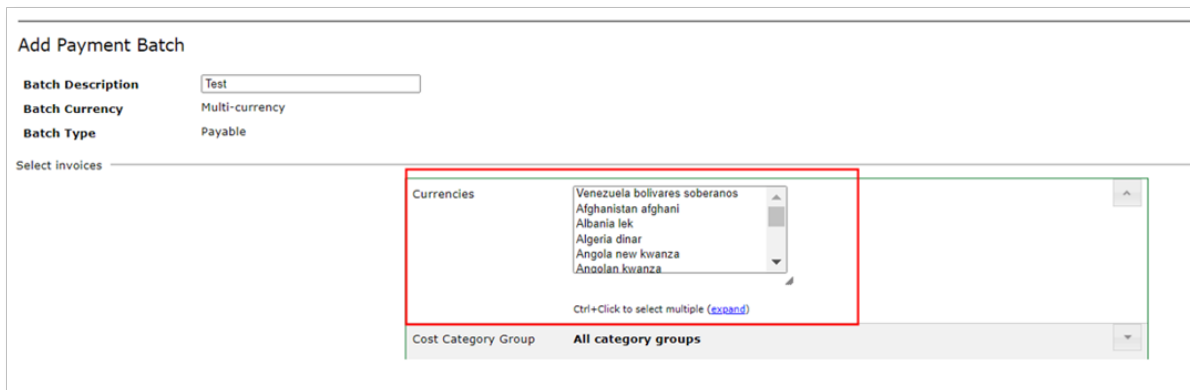 Add Payment Batch
Batch Description Test
Batch Currency Multi-currency
Batch Type Payable
Select invoices
Currencies
Venezuela bolivares soberanos
Afghanistan afghani
Albania lek
Algeria dinar
Angola new kwanza
Angolan kwanza
Ctrl+Click to select multiple (expand)
Cost Category Group All category groups